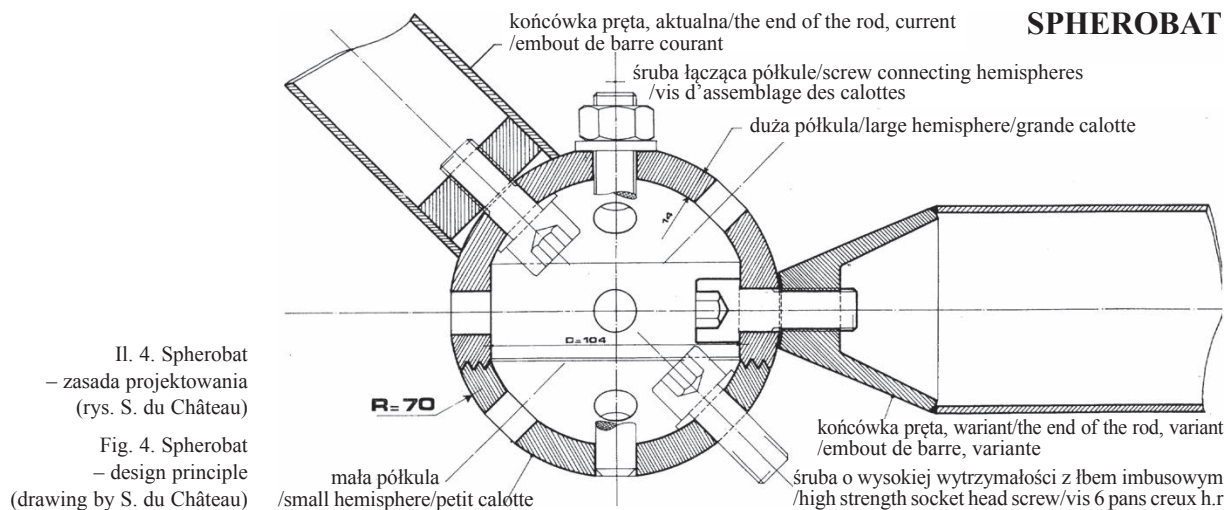 SPHEROBAT
końcówka pręta, aktualna/the end of the rod, current
/embout de barre courant
śruba łącząca półkule/screw connecting hemispheres
/vis d’assemblage des calottes
duża półkula/large hemisphere/grande calotte
14
D=104
R=70
Il. 4. Spherobat
– zasada projektowania
(rys. S. du Château)
Fig. 4. Spherobat
– design principle
(drawing by S. du Château)
mała półkula
/small hemisphere/petit calotte
końcówka pręta, wariant/the end of the rod, variant
/embout de barre, variante
śruba o wysokiej wytrzymałości z łbem imbusowym
/high strength socket head screw/vis 6 pans creux h.r